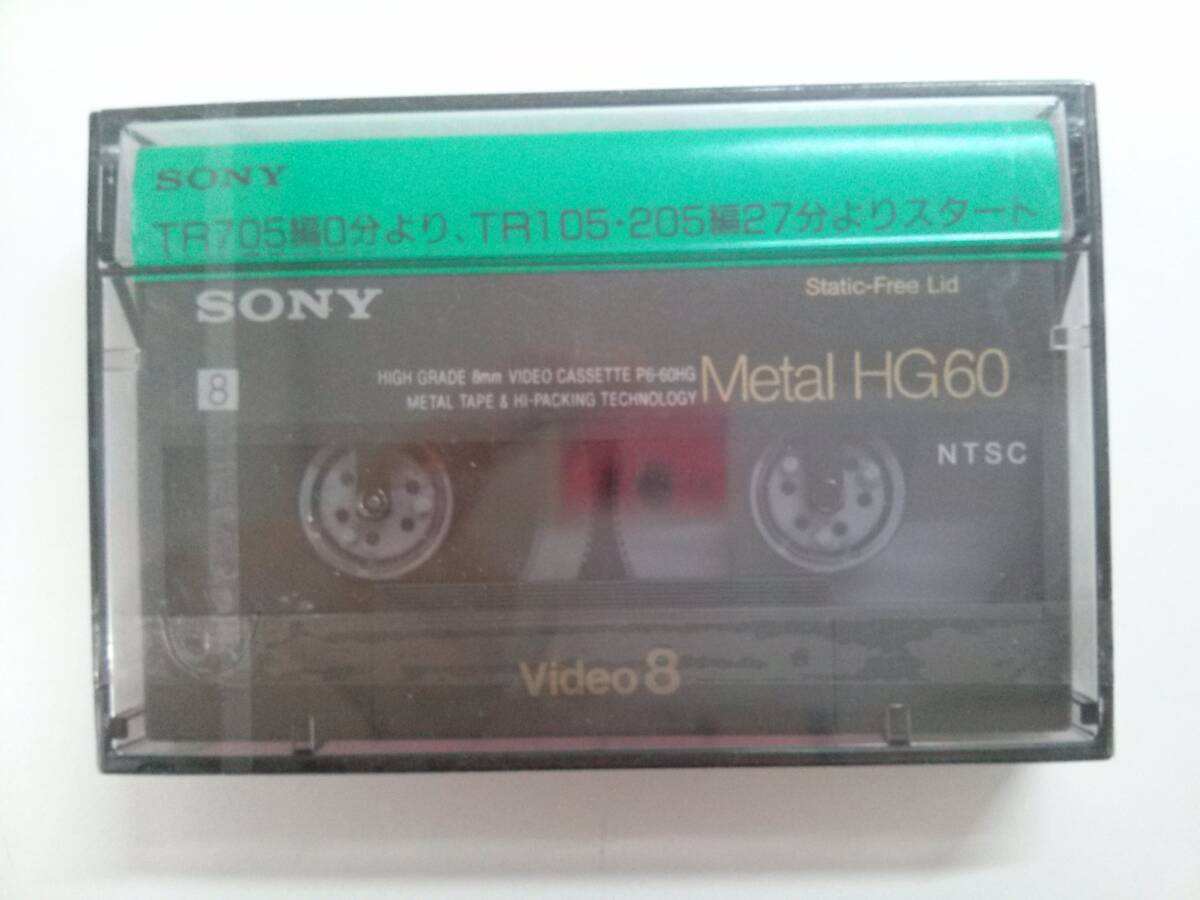 SONY
TR705編0分より、TR105・205編27分よりスタート
SONY
Static-Free Lid
8
HIGH GRADE 8mm VIDEO CASSETTE P6-60HG
METAL TAPE & HI-PACKING TECHNOLOGY
Metal HG60
NTSC
Video8